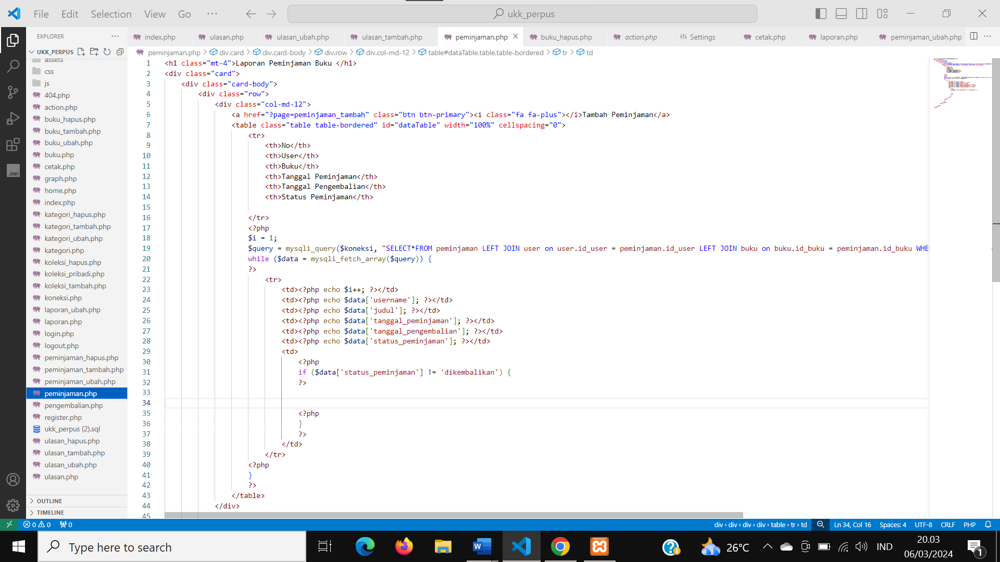 File Edit Selection View Go ···
ukk_perpus
EXPLORER ···
UKK_PERPUS
assets
css
js
404.php
action.php
buku_hapus.php
buku_tambah.php
buku_ubah.php
buku.php
cetak.php
graph.php
home.php
index.php
kategori_hapus.php
kategori_tambah.php
kategori_ubah.php
kategori.php
koleksi_hapus.php
koleksi_pribadi.php
koleksi_tambah.php
koneksi.php
laporan_ubah.php
laporan.php
login.php
logout.php
peminjaman_hapus.php
peminjaman_tambah.php
peminjaman_ubah.php
peminjaman.php
pengembalian.php
register.php
ukk_perpus (2).sql
ulasan_hapus.php
ulasan_tambah.php
ulasan_ubah.php
ulasan.php
OUTLINE
TIMELINE
.ENV
index.php ulasan.php ulasan_ubah.php ulasan_tambah.php peminjaman.php buku_hapus.php action.php Settings cetak.php laporan.php peminjaman_ubah.php
peminjaman.php > div.card > div.card-body > div.row > div.col-md-12 > table#dataTable.table.table-bordered > tr > td
1 <h1 class="mt-4">Laporan Peminjaman Buku </h1>
2 <div class="card">
3 <div class="card-body">
4 <div class="row">
5 <div class="col-md-12">
6 <a href="?page=peminjaman_tambah" class="btn btn-primary"><i class="fa fa-plus"></i>Tambah Peminjaman</a>
7 <table class="table table-bordered" id="dataTable" width="100%" cellspacing="0">
8 <tr>
9 <th>No</th>
10 <th>User</th>
11 <th>Buku</th>
12 <th>Tanggal Peminjaman</th>
13 <th>Tanggal Pengembalian</th>
14 <th>Status Peminjaman</th>
15
16 </tr>
17 <?php
18 $i = 1;
19 $query = mysqli_query($koneksi, "SELECT*FROM peminjaman LEFT JOIN user on user.id_user = peminjaman.id_user LEFT JOIN buku on buku.id_buku = peminjaman.id_buku WHE
20 while ($data = mysqli_fetch_array($query)) {
21 ?>
22 <tr>
23 <td><?php echo $i++; ?></td>
24 <td><?php echo $data['username']; ?></td>
25 <td><?php echo $data['judul']; ?></td>
26 <td><?php echo $data['tanggal_peminjaman']; ?></td>
27 <td><?php echo $data['tanggal_pengembalian']; ?></td>
28 <td><?php echo $data['status_peminjaman']; ?></td>
29 <td>
30 <?php
31 if ($data['status_peminjaman'] != 'dikembalikan') {
32 ?>
33
34
35 <?php
36 }
37 ?>
38 </td>
39 </tr>
40 <?php
41 }
42 ?>
43 </table>
44 </div>
45
0 0 0
div › div › div › div › table › tr › td
Ln 34, Col 16 Spaces: 4 UTF-8 CRLF PHP
Type here to search
26°C
IND
20.03
06/03/2024
1